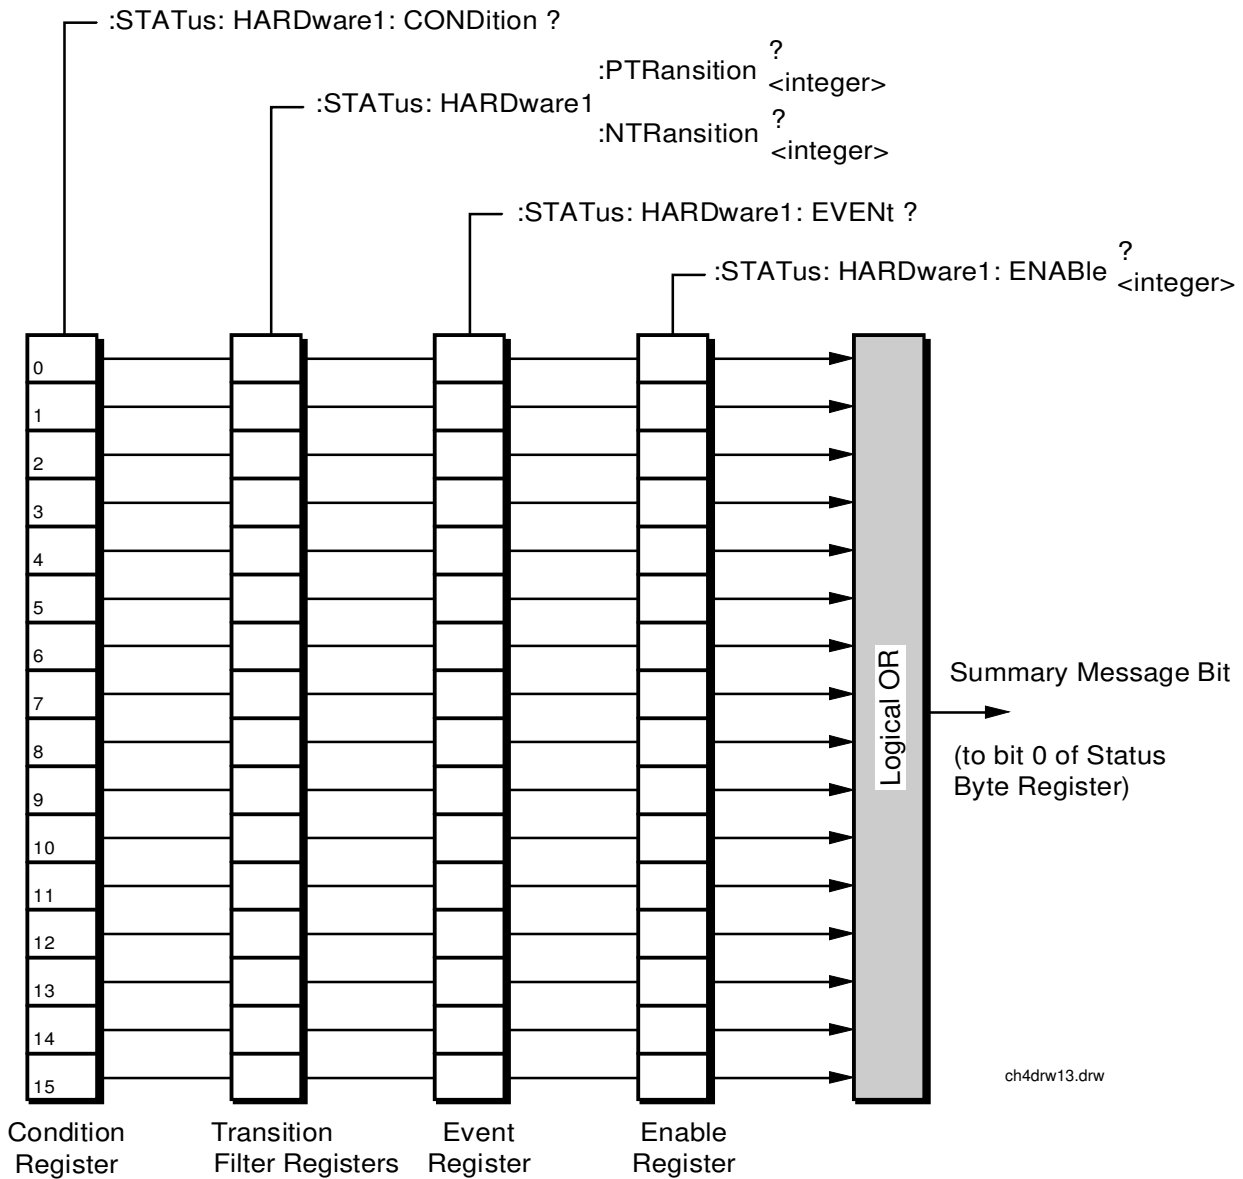 :STATus: HARDware1: CONDition ?
:PTRansition ?
<integer>
:STATus: HARDware1
:NTRansition ?
<integer>
:STATus: HARDware1: EVENt ?
:STATus: HARDware1: ENABle ?
<integer>
0
1
2
3
4
5
6
7
8
9
10
11
12
13
14
15
Logical OR
Summary Message Bit
(to bit 0 of Status
Byte Register)
ch4drw13.drw
Condition
Register
Transition
Filter Registers
Event
Register
Enable
Register